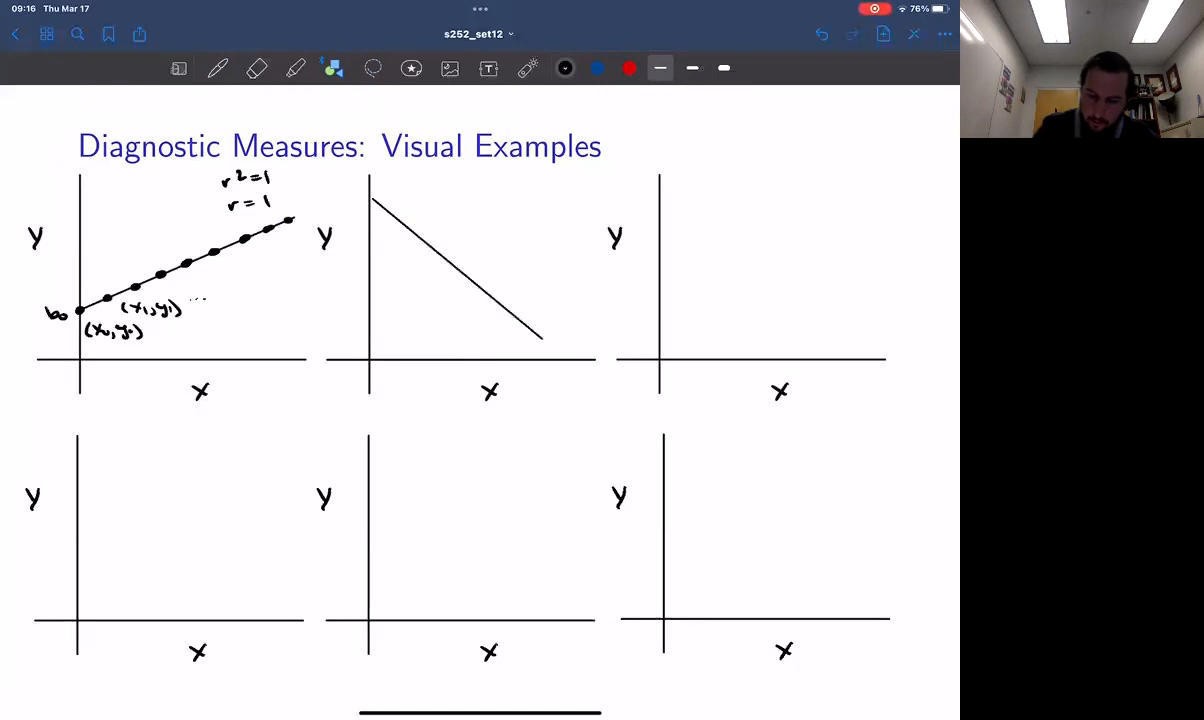 09:16 Thu Mar 17
76%
s252_set12
Diagnostic Measures: Visual Examples
r²=1
r=1
y
b₀
(x₁,y₁) ...
(x₀,y₀)
x
y
x
y
x
y
x
y
x
y
x